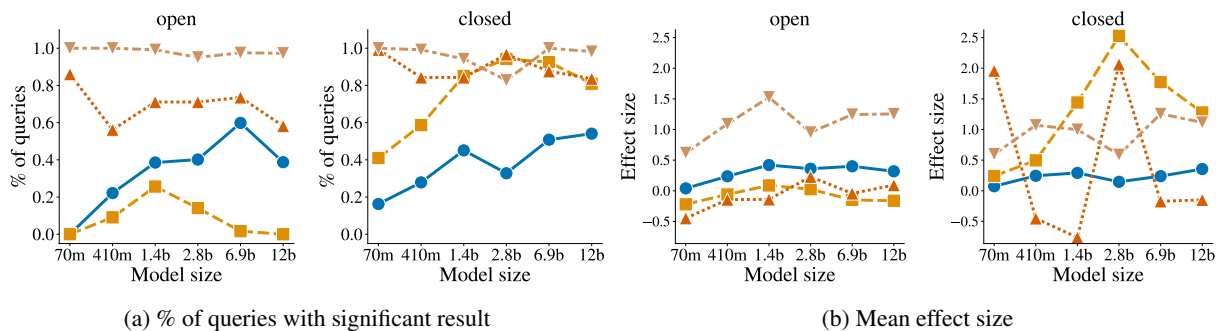 open
closed
open
closed
% of queries
1.0
0.8
0.6
0.4
0.2
0.0
70m 410m 1.4b 2.8b 6.9b 12b
Model size
% of queries
1.0
0.8
0.6
0.4
0.2
0.0
70m 410m 1.4b 2.8b 6.9b 12b
Model size
Effect size
2.5
2.0
1.5
1.0
0.5
0.0
−0.5
70m 410m 1.4b 2.8b 6.9b 12b
Model size
Effect size
2.5
2.0
1.5
1.0
0.5
0.0
−0.5
70m 410m 1.4b 2.8b 6.9b 12b
Model size
(a) % of queries with significant result
(b) Mean effect size